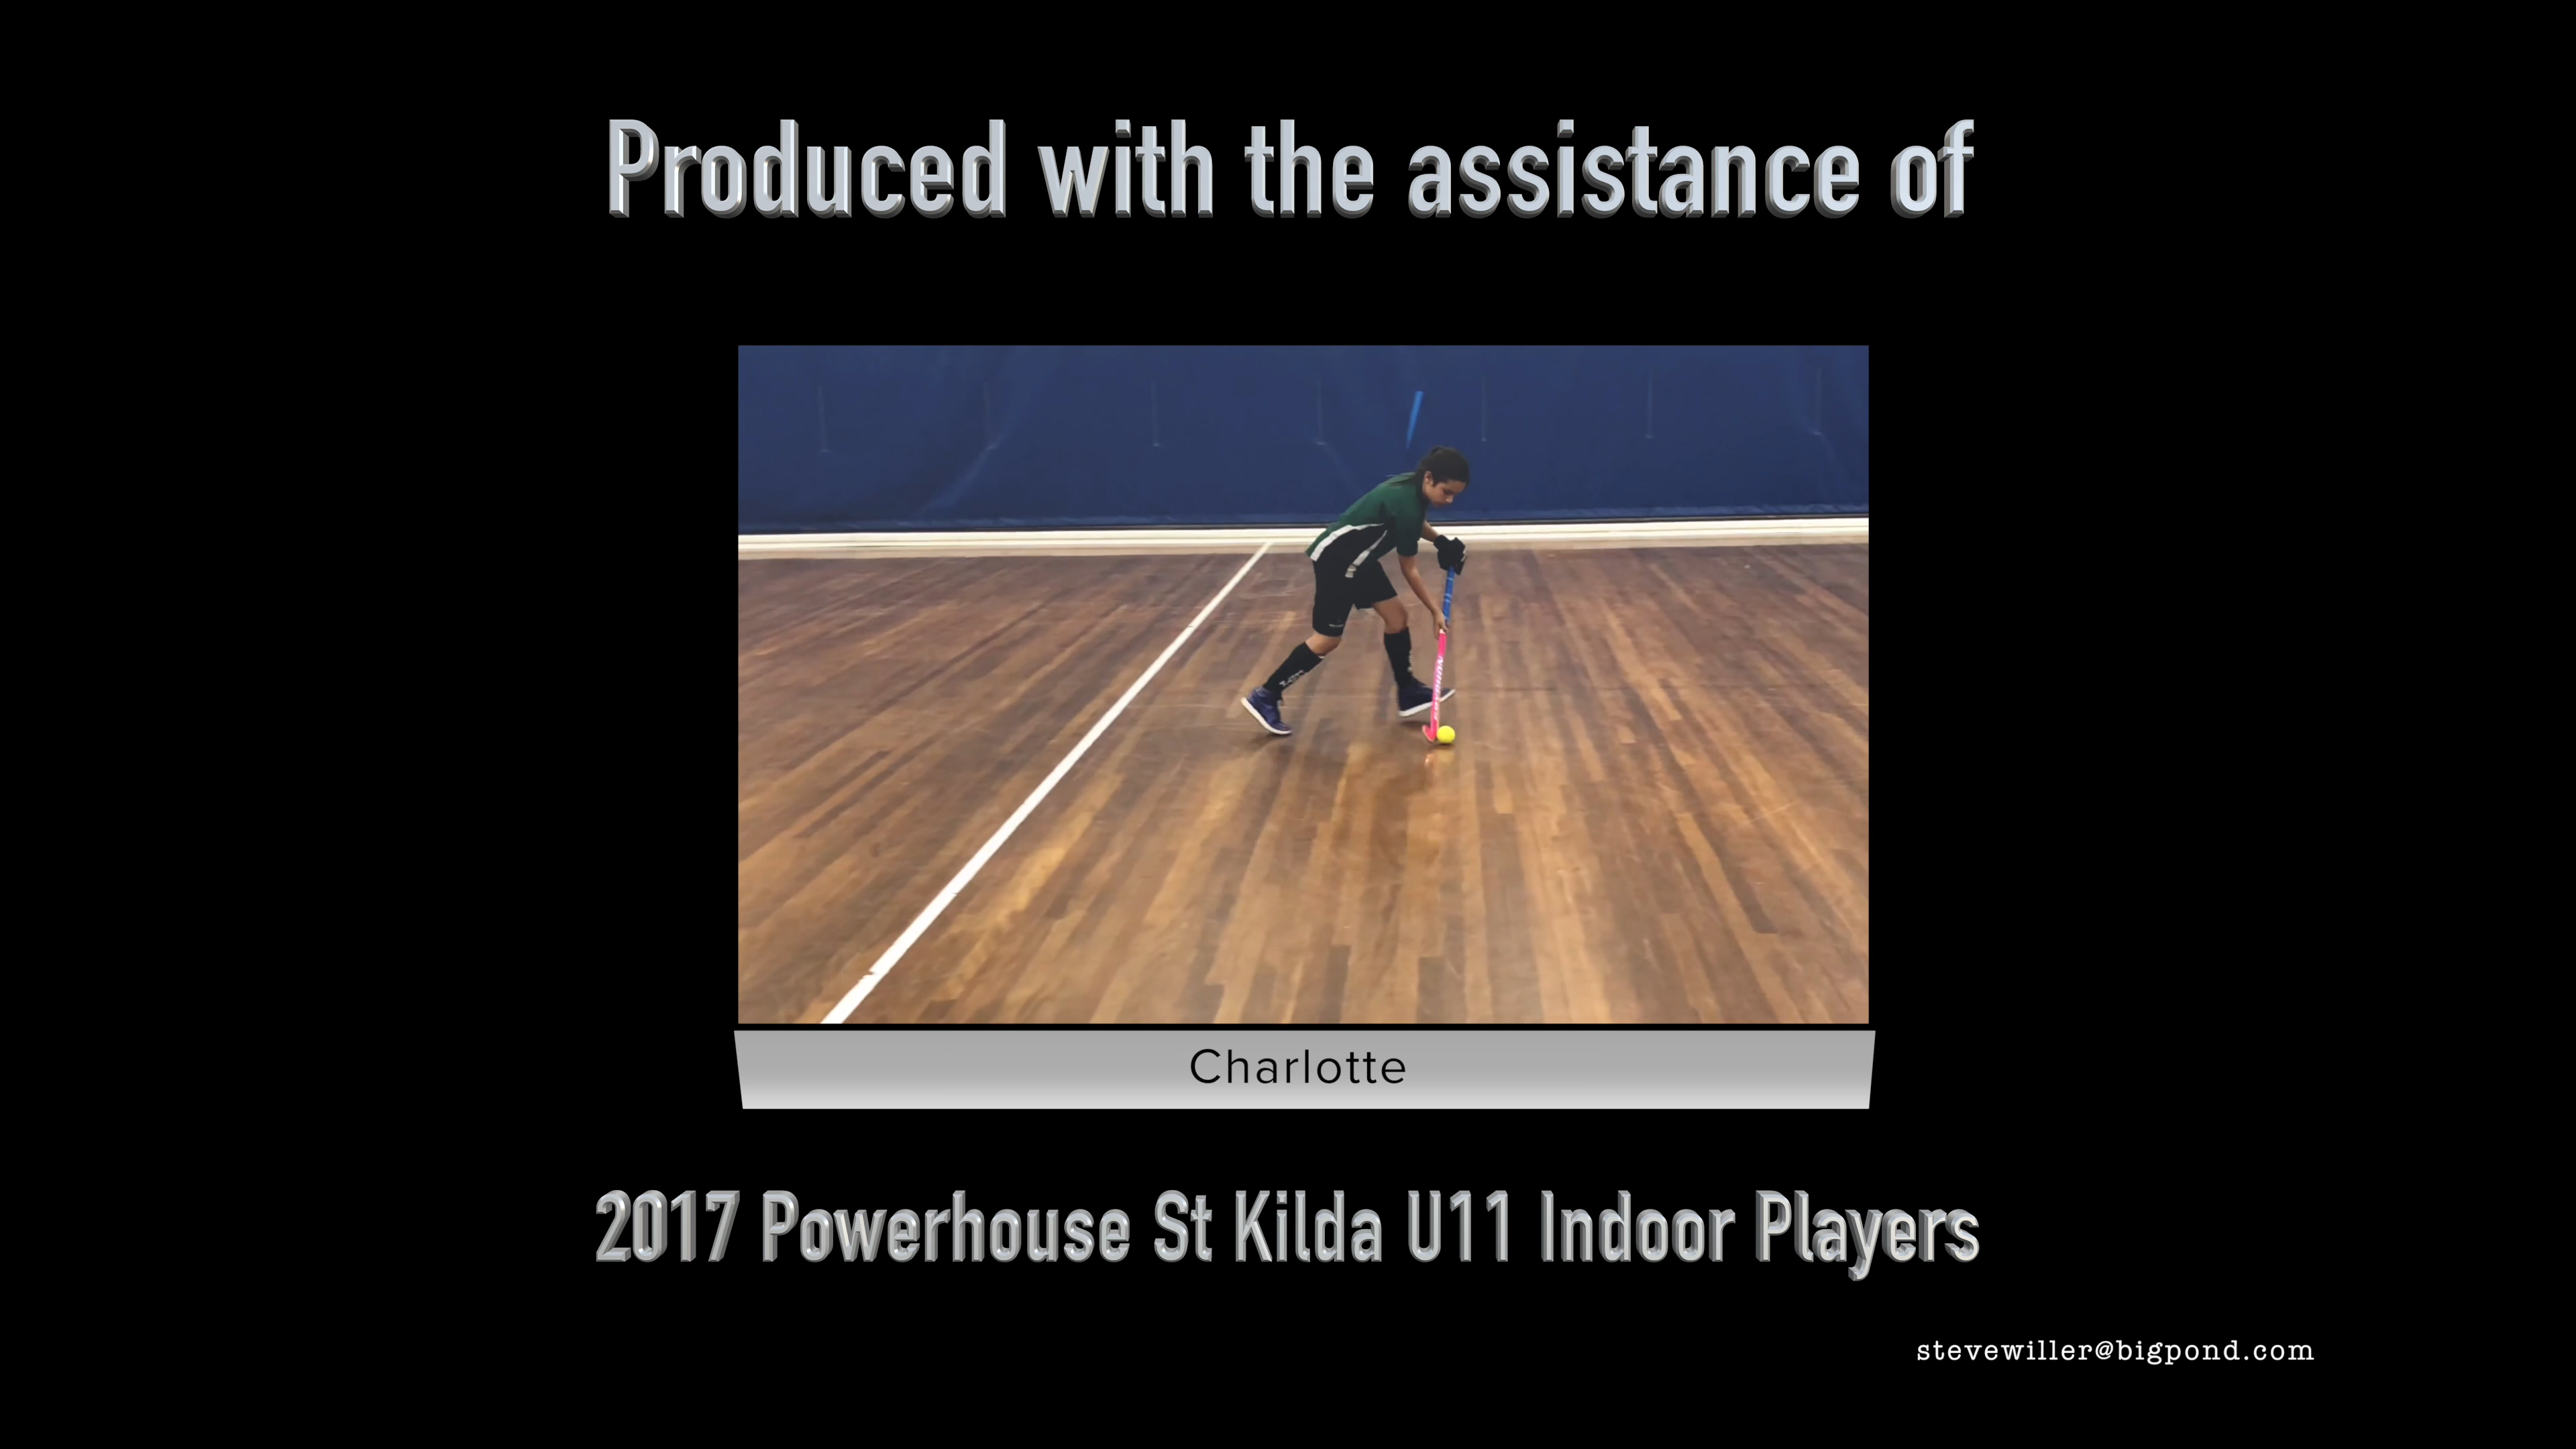 Produced with the assistance of
Charlotte
2017 Powerhouse St Kilda U11 Indoor Players
stevewiller@bigpond.com